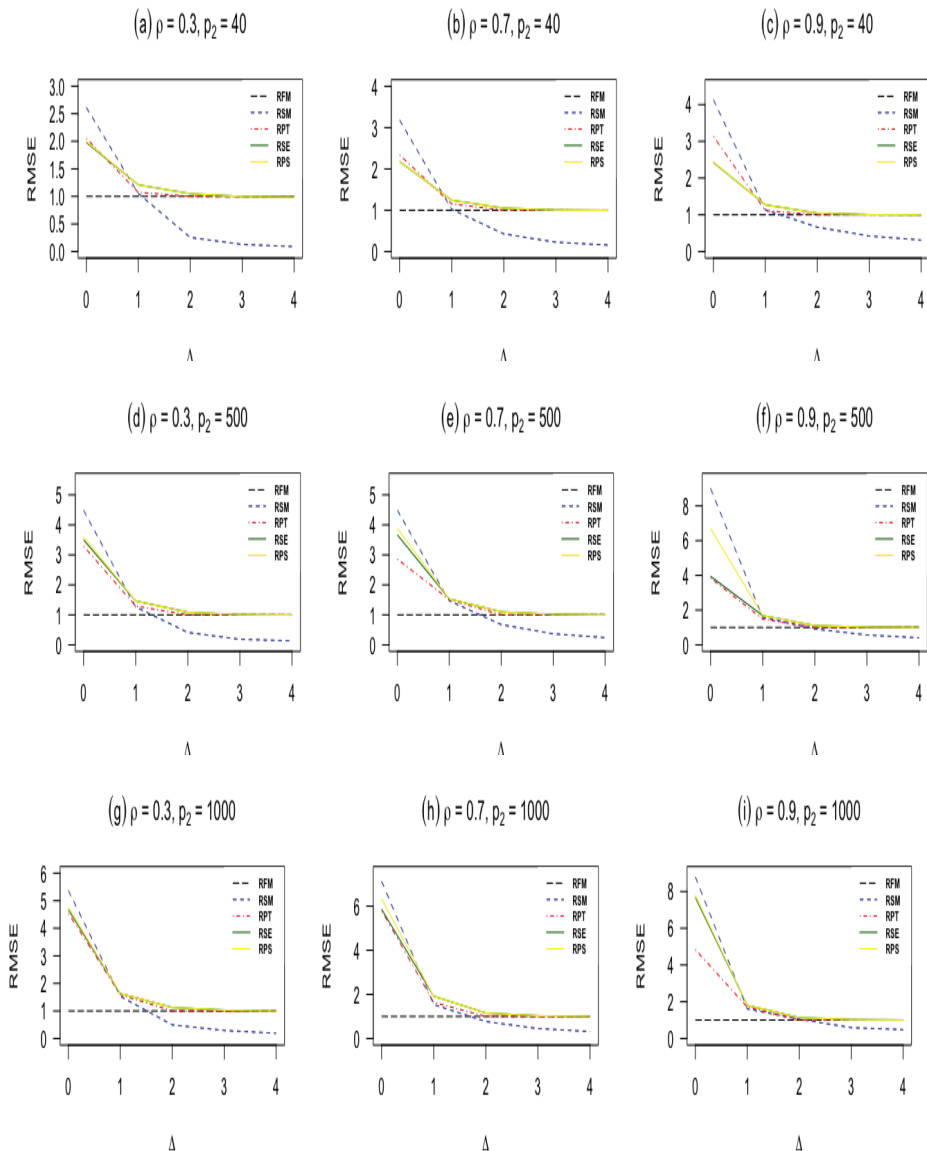 (a) ρ = 0.3, p₂ = 40
RMSE
3.0
2.5
2.0
1.5
1.0
0.5
0.0
RFM
RSM
RPT
RSE
RPS
0 1 2 3 4
Δ
(b) ρ = 0.7, p₂ = 40
RMSE
4
3
2
1
0
RFM
RSM
RPT
RSE
RPS
0 1 2 3 4
Δ
(c) ρ = 0.9, p₂ = 40
RMSE
4
3
2
1
0
RFM
RSM
RPT
RSE
RPS
0 1 2 3 4
Δ
(d) ρ = 0.3, p₂ = 500
RMSE
5
4
3
2
1
0
RFM
RSM
RPT
RSE
RPS
0 1 2 3 4
Δ
(e) ρ = 0.7, p₂ = 500
RMSE
5
4
3
2
1
0
RFM
RSM
RPT
RSE
RPS
0 1 2 3 4
Δ
(f) ρ = 0.9, p₂ = 500
RMSE
8
6
4
2
0
RFM
RSM
RPT
RSE
RPS
0 1 2 3 4
Δ
(g) ρ = 0.3, p₂ = 1000
RMSE
6
5
4
3
2
1
0
RFM
RSM
RPT
RSE
RPS
0 1 2 3 4
Δ
(h) ρ = 0.7, p₂ = 1000
RMSE
6
4
2
0
RFM
RSM
RPT
RSE
RPS
0 1 2 3 4
Δ
(i) ρ = 0.9, p₂ = 1000
RMSE
8
6
4
2
0
RFM
RSM
RPT
RSE
RPS
0 1 2 3 4
Δ